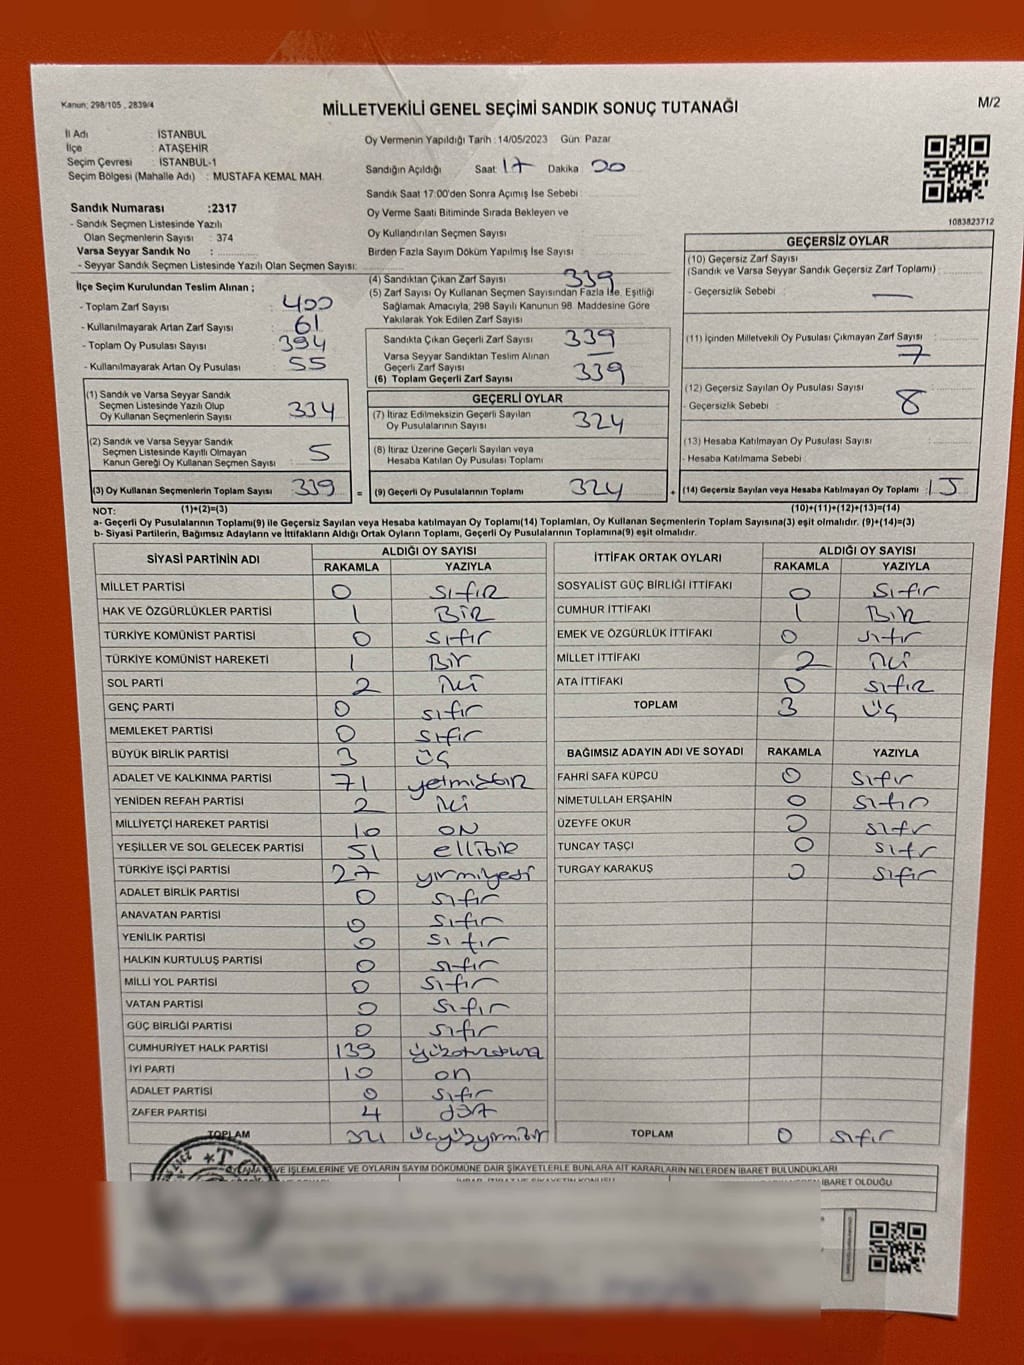 Kanun; 298/105 , 2839/4
MİLLETVEKİLİ GENEL SEÇİMİ SANDIK SONUÇ TUTANAĞI
M/2
İl Adı : İSTANBUL
İlçe : ATAŞEHİR
Seçim Çevresi : İSTANBUL-1
Seçim Bölgesi (Mahalle Adı) : MUSTAFA KEMAL MAH.
Sandık Numarası :2317
- Sandık Seçmen Listesinde Yazılı
Olan Seçmenlerin Sayısı : 374
Varsa Seyyar Sandık No :
- Seyyar Sandık Seçmen Listesinde Yazılı Olan Seçmen Sayısı:
Oy Vermenin Yapıldığı Tarih : 14/05/2023 Gün: Pazar
Sandığın Açıldığı Saat 17 Dakika 20
Sandık Saat 17:00'den Sonra Açımış İse Sebebi :
Oy Verme Saati Bitiminde Sırada Bekleyen ve
Oy Kullandırılan Seçmen Sayısı
Birden Fazla Sayım Döküm Yapılmış İse Sayısı
1083823712
İlçe Seçim Kurulundan Teslim Alınan ;
- Toplam Zarf Sayısı : 400
- Kullanılmayarak Artan Zarf Sayısı : 61
- Toplam Oy Pusulası Sayısı : 394
- Kullanılmayarak Artan Oy Pusulası : 55
(1) Sandık ve Varsa Seyyar Sandık
Seçmen Listesinde Yazılı Olup
Oy Kullanan Seçmenlerin Sayısı 334
(2) Sandık ve Varsa Seyyar Sandık
Seçmen Listesinde Kayıtlı Olmayan
Kanun Gereği Oy Kullanan Seçmen Sayısı 5
(3) Oy Kullanan Seçmenlerin Toplam Sayısı 339 =
(1)+(2)=(3)
(4) Sandıktan Çıkan Zarf Sayısı 339
(5) Zarf Sayısı Oy Kullanan Seçmen Sayısından Fazla İse, Eşitliği
Sağlamak Amacıyla, 298 Sayılı Kanunun 98. Maddesine Göre
Yakılarak Yok Edilen Zarf Sayısı
Sandıkta Çıkan Geçerli Zarf Sayısı 339
Varsa Seyyar Sandıktan Teslim Alınan
Geçerli Zarf Sayısı —
(6) Toplam Geçerli Zarf Sayısı 339
GEÇERLİ OYLAR
(7) İtiraz Edilmeksizin Geçerli Sayılan
Oy Pusulalarının Sayısı 324
(8) İtiraz Üzerine Geçerli Sayılan veya
Hesaba Katılan Oy Pusulası Toplamı
(9) Geçerli Oy Pusulalarının Toplamı 324 +
GEÇERSİZ OYLAR
(10) Geçersiz Zarf Sayısı
(Sandık ve Varsa Seyyar Sandık Geçersiz Zarf Toplamı) :
- Geçersizlik Sebebi : —
(11) İçinden Milletvekili Oy Pusulası Çıkmayan Zarf Sayısı
7
(12) Geçersiz Sayılan Oy Pusulası Sayısı :
- Geçersizlik Sebebi : 8
(13) Hesaba Katılmayan Oy Pusulası Sayısı :
- Hesaba Katılmama Sebebi :
(14) Geçersiz Sayılan veya Hesaba Katılmayan Oy Toplamı 15
(10)+(11)+(12)+(13)=(14)
NOT:
a- Geçerli Oy Pusulalarının Toplamı(9) ile Geçersiz Sayılan veya Hesaba katılmayan Oy Toplamı(14) Toplamları, Oy Kullanan Seçmenlerin Toplam Sayısına(3) eşit olmalıdır. (9)+(14)=(3)
b- Siyasi Partilerin, Bağımsız Adayların ve İttifakların Aldığı Ortak Oyların Toplamı, Geçerli Oy Pusulalarının Toplamına(9) eşit olmalıdır.
SİYASİ PARTİNİN ADI ALDIĞI OY SAYISI
RAKAMLA YAZIYLA
MİLLET PARTİSİ 0 sıfır
HAK VE ÖZGÜRLÜKLER PARTİSİ 1 Bir
TÜRKİYE KOMÜNİST PARTİSİ 0 sıfır
TÜRKİYE KOMÜNİST HAREKETİ 1 Bir
SOL PARTİ 2 iki
GENÇ PARTİ 0 sıfır
MEMLEKET PARTİSİ 0 sıfır
BÜYÜK BİRLİK PARTİSİ 3 üç
ADALET VE KALKINMA PARTİSİ 71 yetmişbir
YENİDEN REFAH PARTİSİ 2 iki
MİLLİYETÇİ HAREKET PARTİSİ 10 on
YEŞİLLER VE SOL GELECEK PARTİSİ 51 ellibir
TÜRKİYE İŞÇİ PARTİSİ 27 yirmiyedi
ADALET BİRLİK PARTİSİ 0 sıfır
ANAVATAN PARTİSİ 0 sıfır
YENİLİK PARTİSİ 0 sıfır
HALKIN KURTULUŞ PARTİSİ 0 sıfır
MİLLİ YOL PARTİSİ 0 sıfır
VATAN PARTİSİ 0 sıfır
GÜÇ BİRLİĞİ PARTİSİ 0 sıfır
CUMHURİYET HALK PARTİSİ 139 yüzotuzdokuz
İYİ PARTİ 10 on
ADALET PARTİSİ 0 sıfır
ZAFER PARTİSİ 4 dört
TOPLAM 321 üçyüzyirmibir
İTTİFAK ORTAK OYLARI ALDIĞI OY SAYISI
RAKAMLA YAZIYLA
SOSYALİST GÜÇ BİRLİĞİ İTTİFAKI 0 sıfır
CUMHUR İTTİFAKI 1 Bir
EMEK VE ÖZGÜRLÜK İTTİFAKI 0 sıfır
MİLLET İTTİFAKI 2 iki
ATA İTTİFAKI 0 sıfır
TOPLAM 3 üç
BAĞIMSIZ ADAYIN ADI VE SOYADI RAKAMLA YAZIYLA
FAHRİ SAFA KÜPCÜ 0 sıfır
NİMETULLAH ERŞAHİN 0 sıfır
ÜZEYFE OKUR 0 sıfır
TUNCAY TAŞÇI 0 sıfır
TURGAY KARAKUŞ 0 sıfır
TOPLAM 0 sıfır
VE İŞLEMLERİNE VE OYLARIN SAYIM DÖKÜMÜNE DAİR ŞİKAYETLERLE BUNLARA AİT KARARLARIN NELERDEN İBARET BULUNDUKLARI
İBARET OLDUĞU